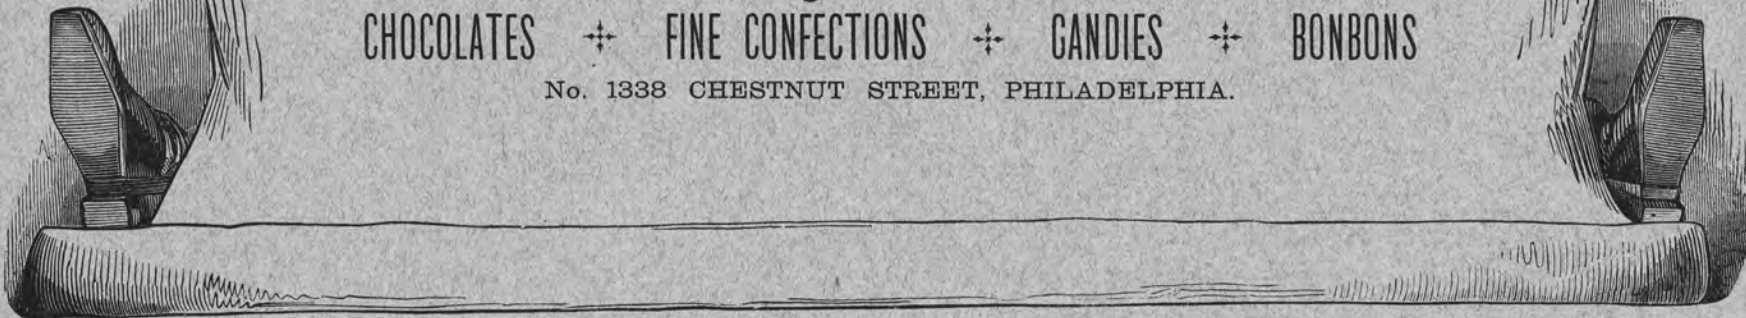 CHOCOLATES ✣ FINE CONFECTIONS ✣ CANDIES ✣ BONBONS
No. 1338 CHESTNUT STREET, PHILADELPHIA.